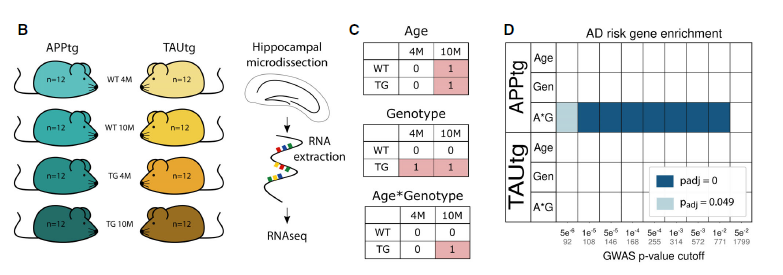 B
APPtg
TAUtg
n=12
WT 4M
n=12
n=12
WT 10M
n=12
n=12
TG 4M
n=12
n=12
TG 10M
n=12
Hippocampal
microdissection
RNA
extraction
RNAseq
C
Age
4M 10M
WT 0 1
TG 0 1
Genotype
4M 10M
WT 0 0
TG 1 1
Age*Genotype
4M 10M
WT 0 0
TG 0 1
D
AD risk gene enrichment
APPtg
Age
Gen
A*G
TAUtg
Age
Gen
A*G
padj = 0
padj = 0.049
5e-6 1e-5 5e-5 1e-4 5e-4 1e-3 5e-3 1e-2 5e-2
92 108 146 168 255 314 572 771 1799
GWAS p-value cutoff